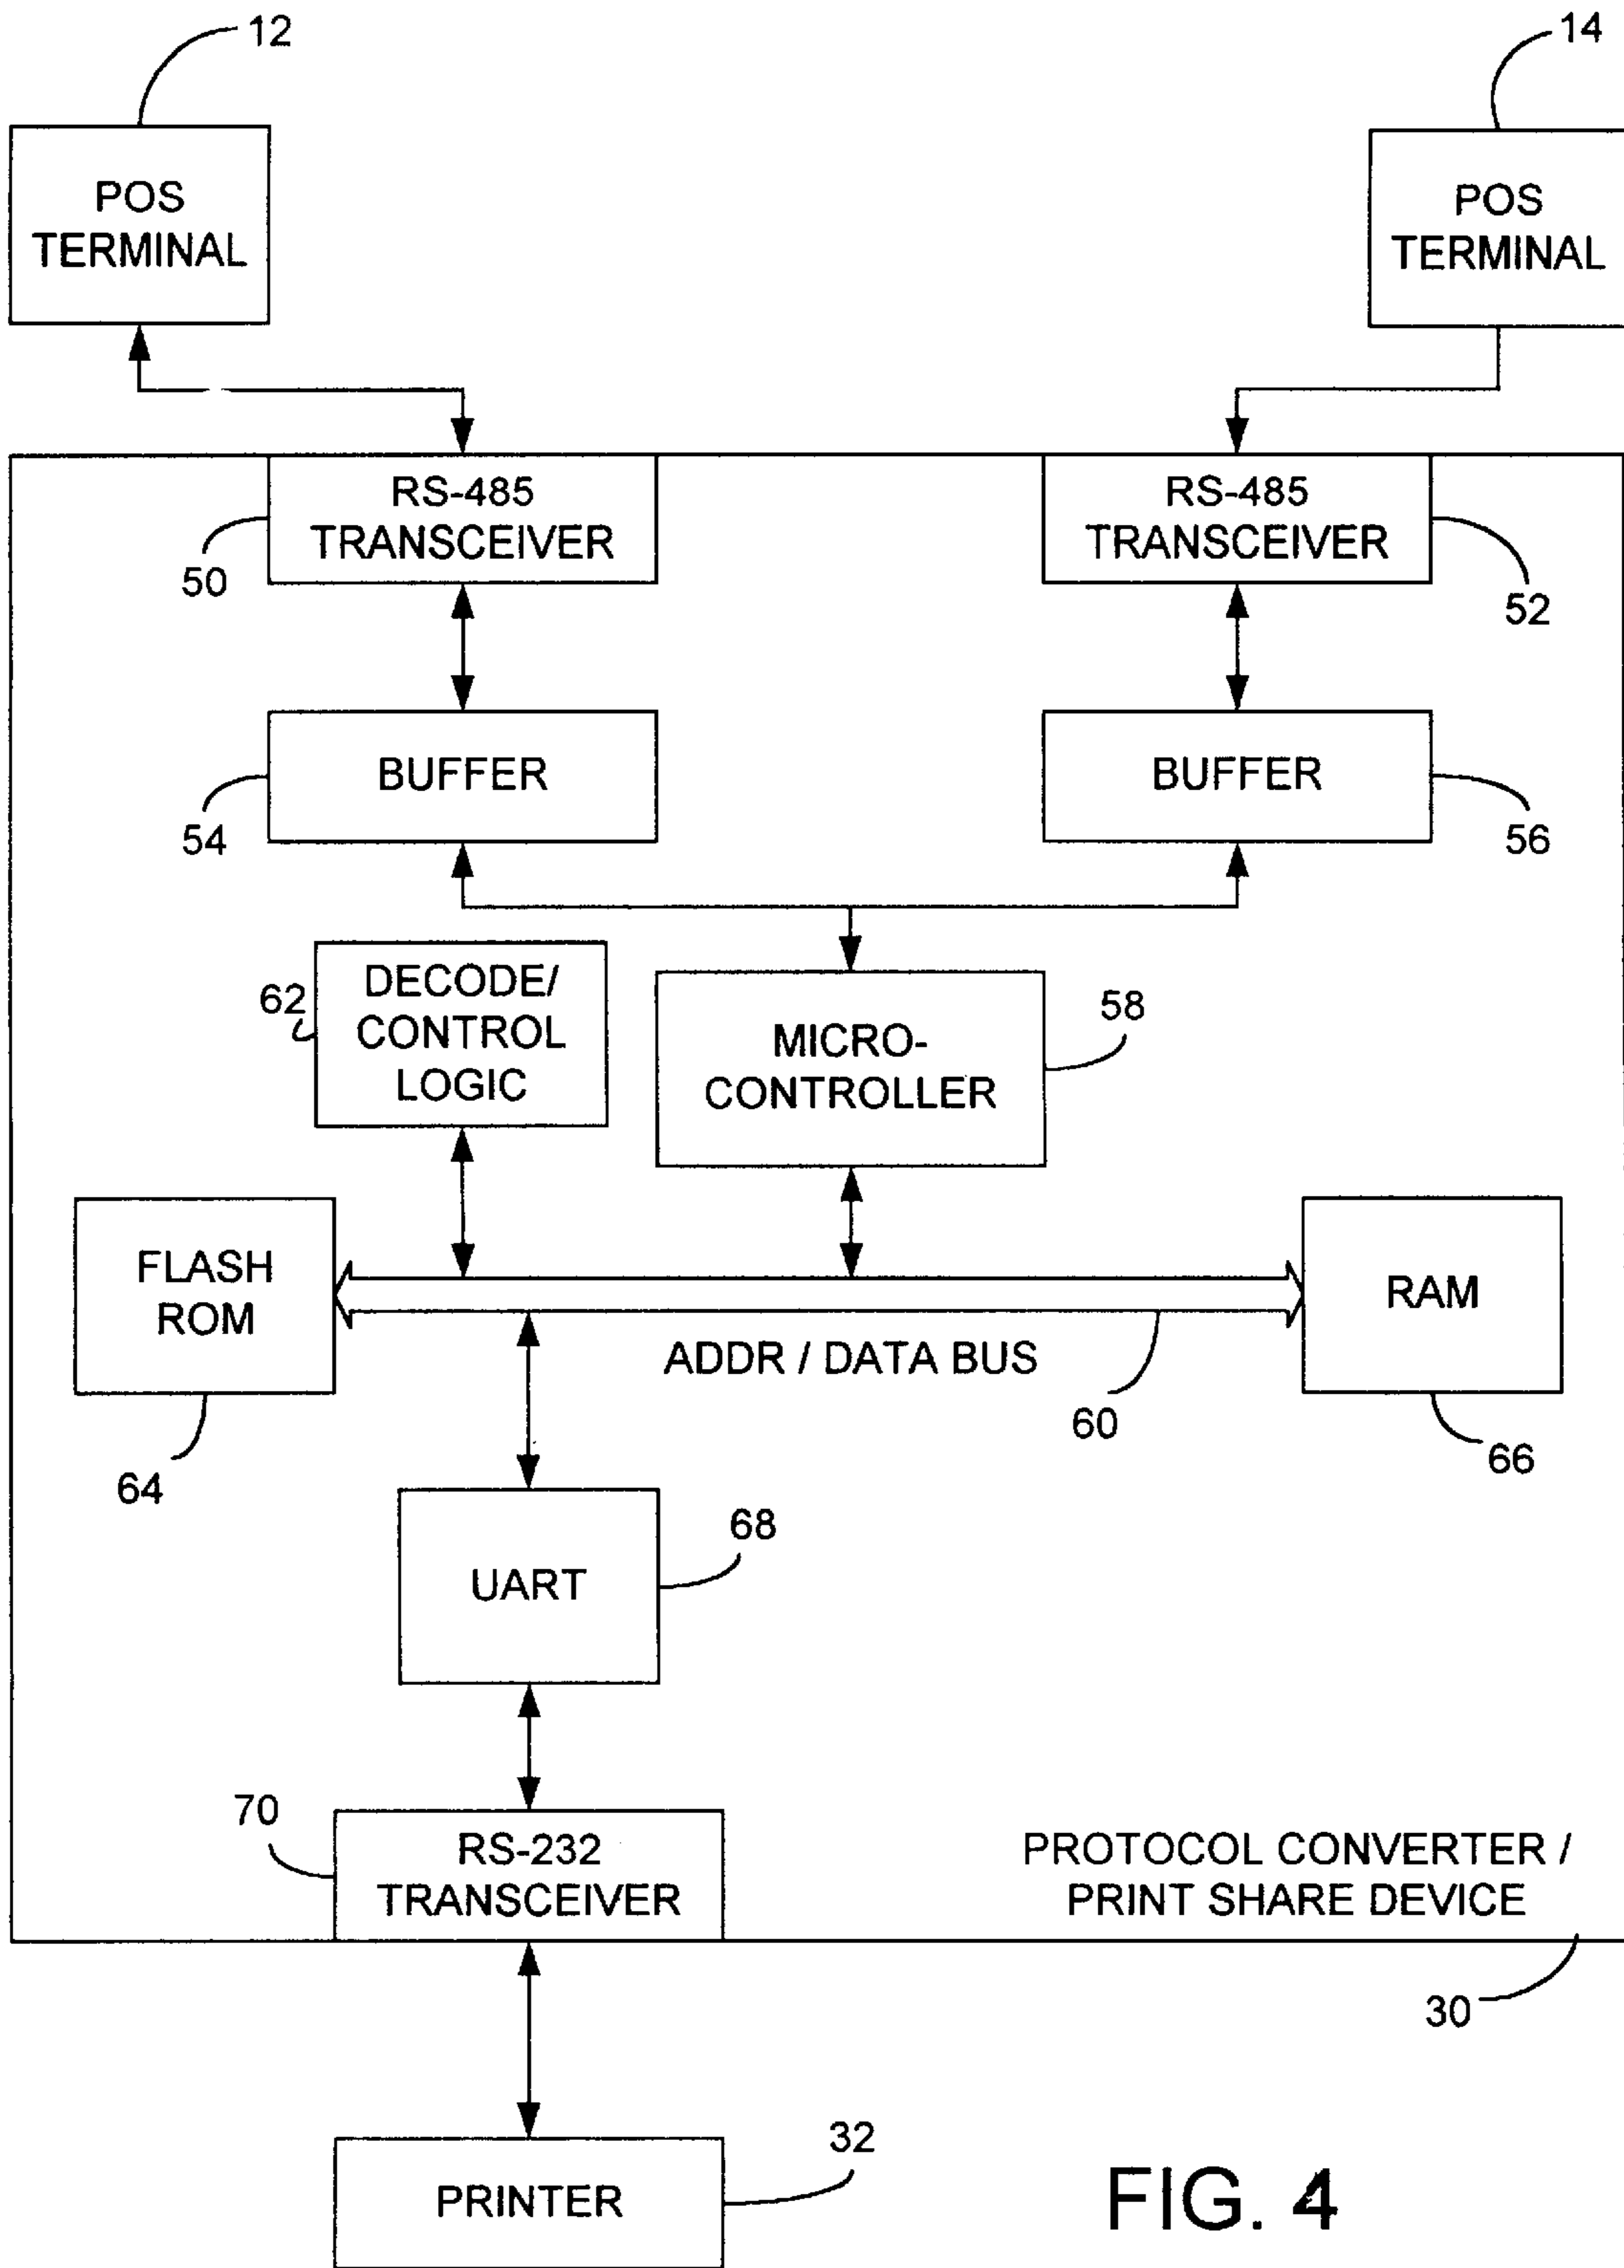 12
14
POS
TERMINAL
POS
TERMINAL
RS-485
TRANSCEIVER
RS-485
TRANSCEIVER
50
52
BUFFER
BUFFER
54
56
DECODE/
CONTROL
LOGIC
62
MICRO-
CONTROLLER
58
FLASH
ROM
RAM
ADDR / DATA BUS
60
64
66
UART
68
70
RS-232
TRANSCEIVER
PROTOCOL CONVERTER /
PRINT SHARE DEVICE
30
32
PRINTER
FIG. 4